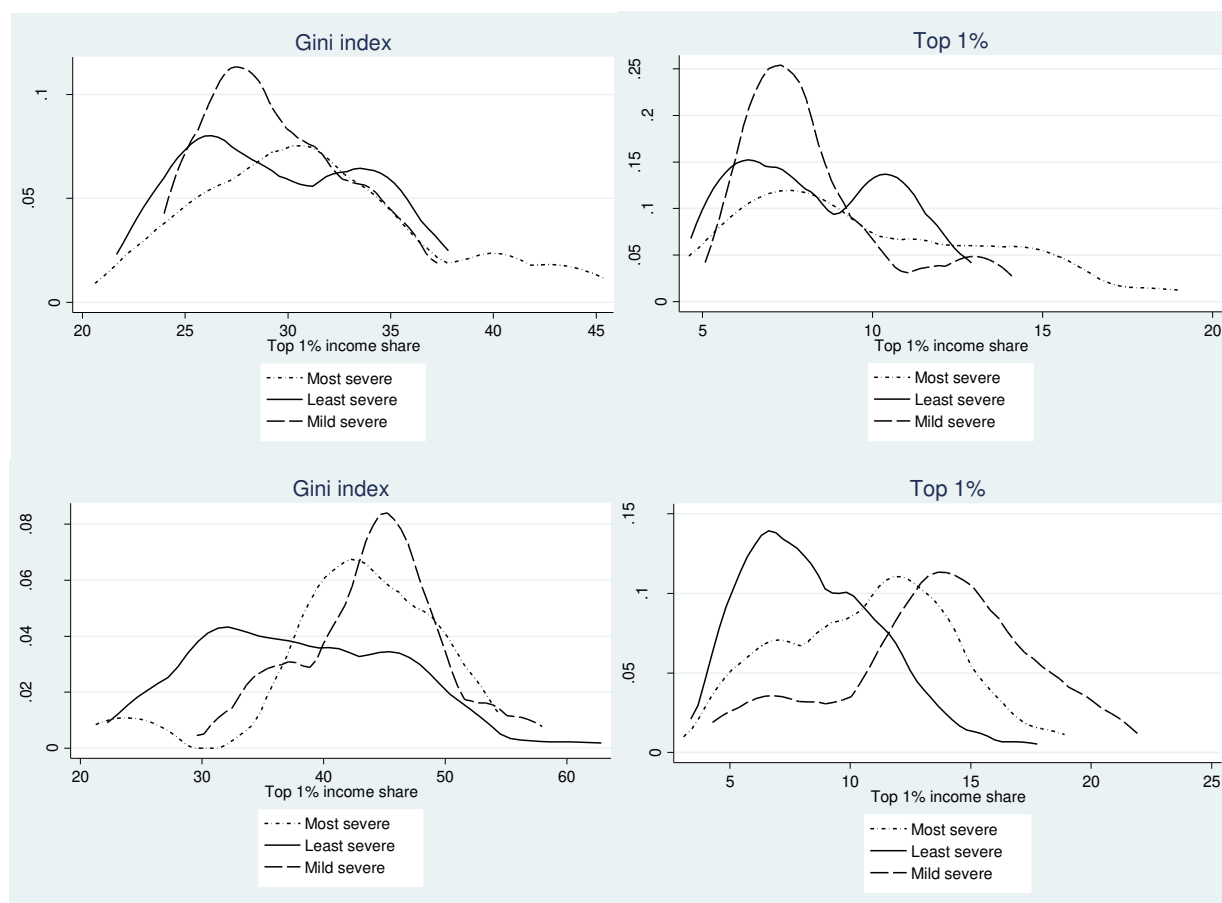 Gini index
.1
.05
0
20 25 30 35 40 45
Top 1% income share
Most severe
Least severe
Mild severe
Top 1%
.25
.2
.15
.1
.05
0
5 10 15 20
Top 1% income share
Most severe
Least severe
Mild severe
Gini index
.08
.06
.04
.02
0
20 30 40 50 60
Top 1% income share
Most severe
Least severe
Mild severe
Top 1%
.15
.1
.05
0
5 10 15 20 25
Top 1% income share
Most severe
Least severe
Mild severe